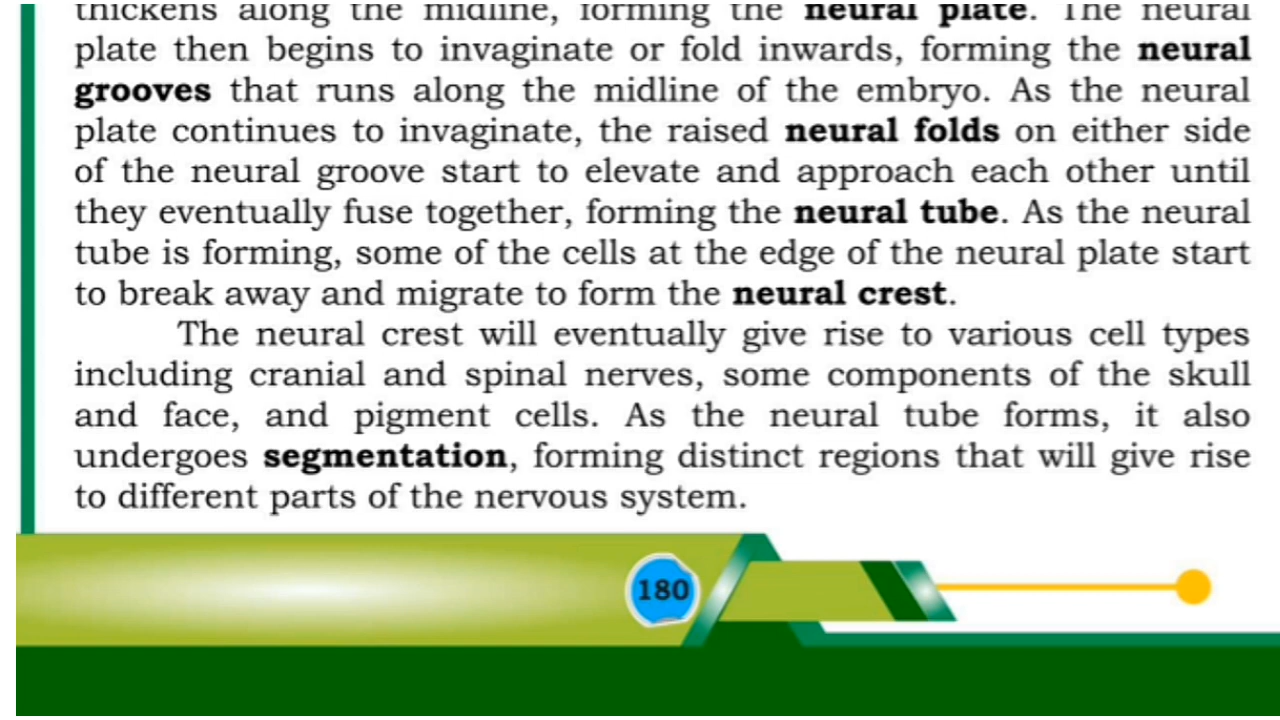 thickens along the midline, forming the neural plate. The neural
plate then begins to invaginate or fold inwards, forming the neural
grooves that runs along the midline of the embryo. As the neural
plate continues to invaginate, the raised neural folds on either side
of the neural groove start to elevate and approach each other until
they eventually fuse together, forming the neural tube. As the neural
tube is forming, some of the cells at the edge of the neural plate start
to break away and migrate to form the neural crest.
The neural crest will eventually give rise to various cell types
including cranial and spinal nerves, some components of the skull
and face, and pigment cells. As the neural tube forms, it also
undergoes segmentation, forming distinct regions that will give rise
to different parts of the nervous system.
180